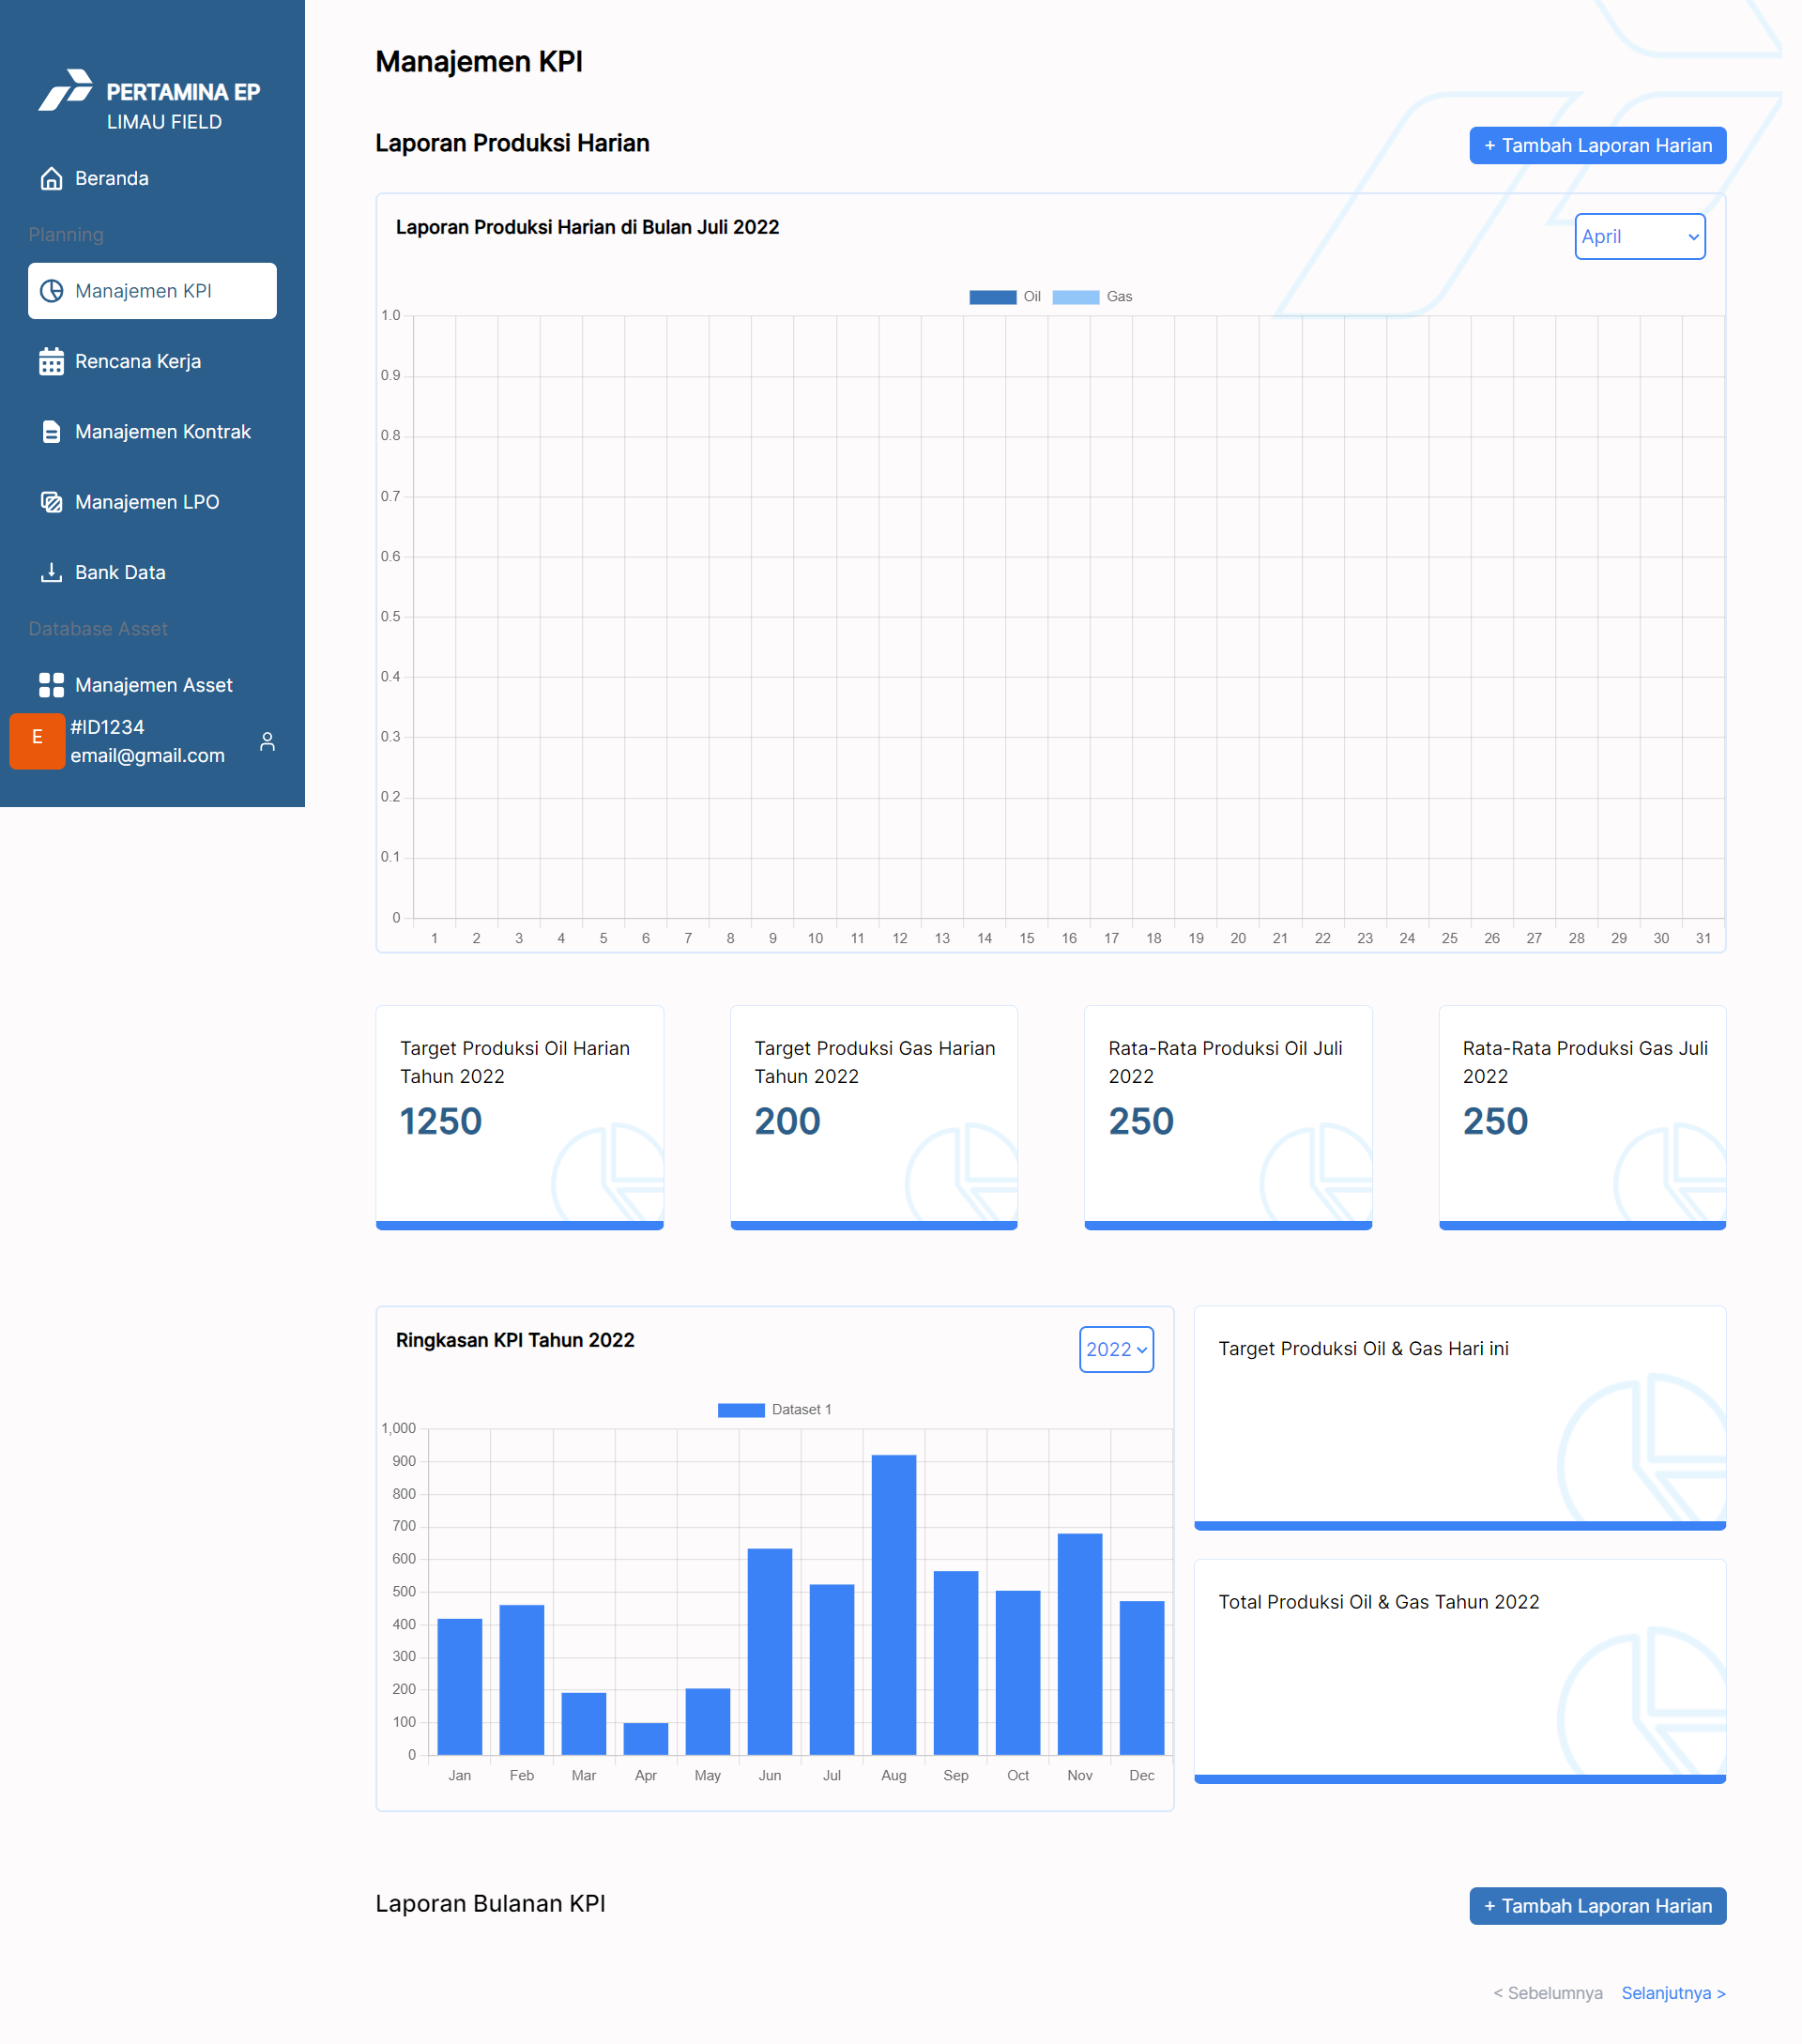 PERTAMINA EP
LIMAU FIELD
Beranda
Planning
Manajemen KPI
Rencana Kerja
Manajemen Kontrak
Manajemen LPO
Bank Data
Database Asset
Manajemen Asset
E
#ID1234
email@gmail.com
Manajemen KPI
Laporan Produksi Harian
+ Tambah Laporan Harian
Laporan Produksi Harian di Bulan Juli 2022
April
Oil Gas
1.0
0.9
0.8
0.7
0.6
0.5
0.4
0.3
0.2
0.1
0
1 2 3 4 5 6 7 8 9 10 11 12 13 14 15 16 17 18 19 20 21 22 23 24 25 26 27 28 29 30 31
Target Produksi Oil Harian
Tahun 2022
1250
Target Produksi Gas Harian
Tahun 2022
200
Rata-Rata Produksi Oil Juli
2022
250
Rata-Rata Produksi Gas Juli
2022
250
Ringkasan KPI Tahun 2022
2022
Dataset 1
1,000
900
800
700
600
500
400
300
200
100
0
Jan Feb Mar Apr May Jun Jul Aug Sep Oct Nov Dec
Target Produksi Oil & Gas Hari ini
Total Produksi Oil & Gas Tahun 2022
Laporan Bulanan KPI
+ Tambah Laporan Harian
< Sebelumnya Selanjutnya >